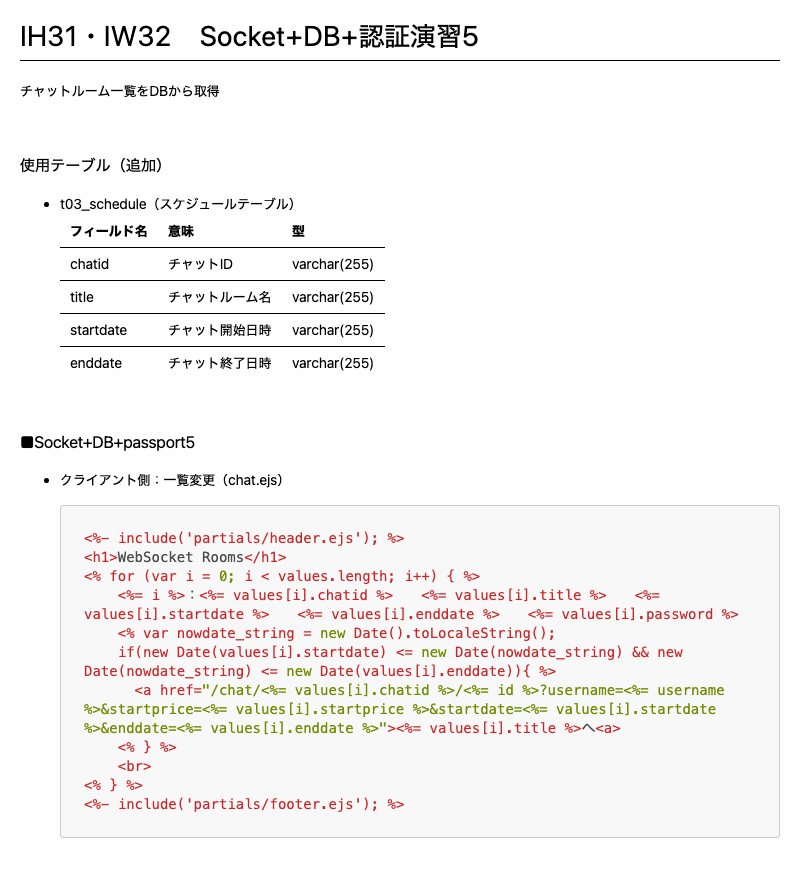 IH31・IW32　Socket+DB+認証演習5
チャットルーム一覧をDBから取得
使用テーブル（追加）
t03_schedule（スケジュールテーブル）
フィールド名 意味 型
chatid チャットID varchar(255)
title チャットルーム名 varchar(255)
startdate チャット開始日時 varchar(255)
enddate チャット終了日時 varchar(255)
■Socket+DB+passport5
クライアント側：一覧変更（chat.ejs）
<%- include('partials/header.ejs'); %>
<h1>WebSocket Rooms</h1>
<% for (var i = 0; i < values.length; i++) { %>
    <%= i %>：<%= values[i].chatid %>　　<%= values[i].title %>　　<%=
values[i].startdate %>　　<%= values[i].enddate %>　　<%= values[i].password %>
    <% var nowdate_string = new Date().toLocaleString();
    if(new Date(values[i].startdate) <= new Date(nowdate_string) && new
Date(nowdate_string) <= new Date(values[i].enddate)){ %>
      <a href="/chat/<%= values[i].chatid %>/<%= id %>?username=<%= username
%>&startprice=<%= values[i].startprice %>&startdate=<%= values[i].startdate
%>&enddate=<%= values[i].enddate %>"><%= values[i].title %>へ<a>
    <% } %>
    <br>
<% } %>
<%- include('partials/footer.ejs'); %>